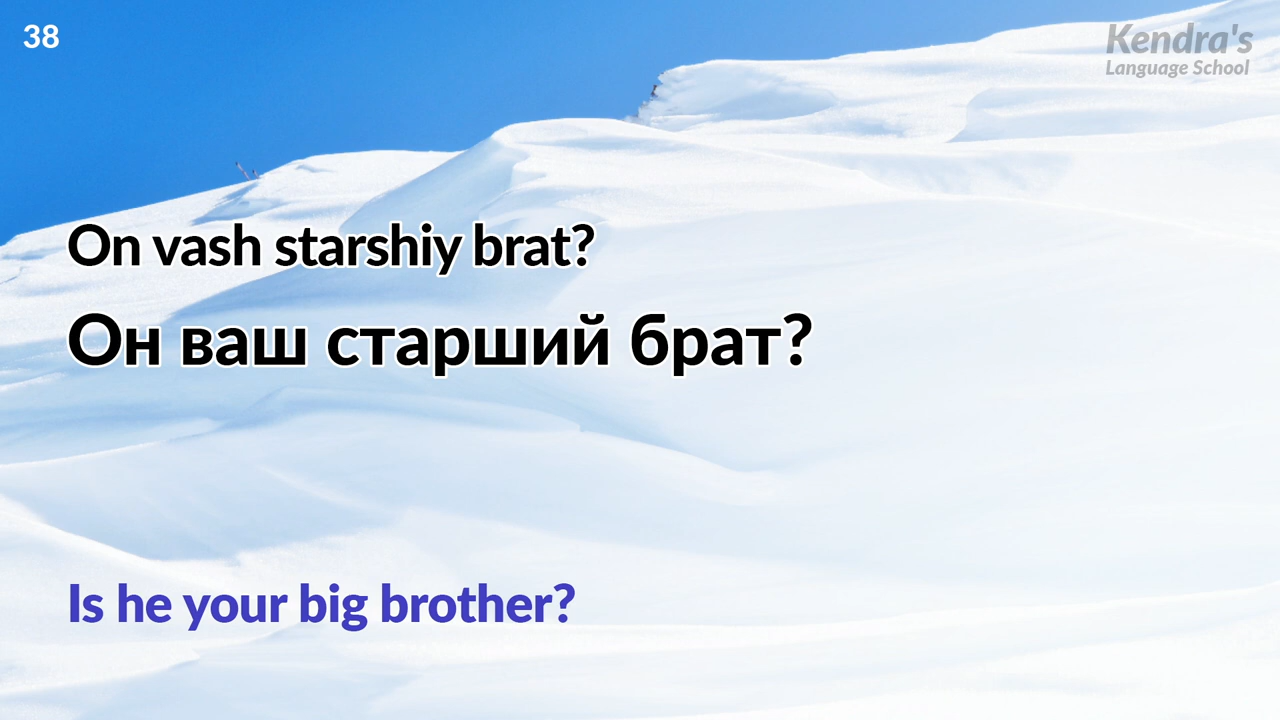 38
Kendra's
Language School
On vash starshiy brat?
Он ваш старший брат?
Is he your big brother?